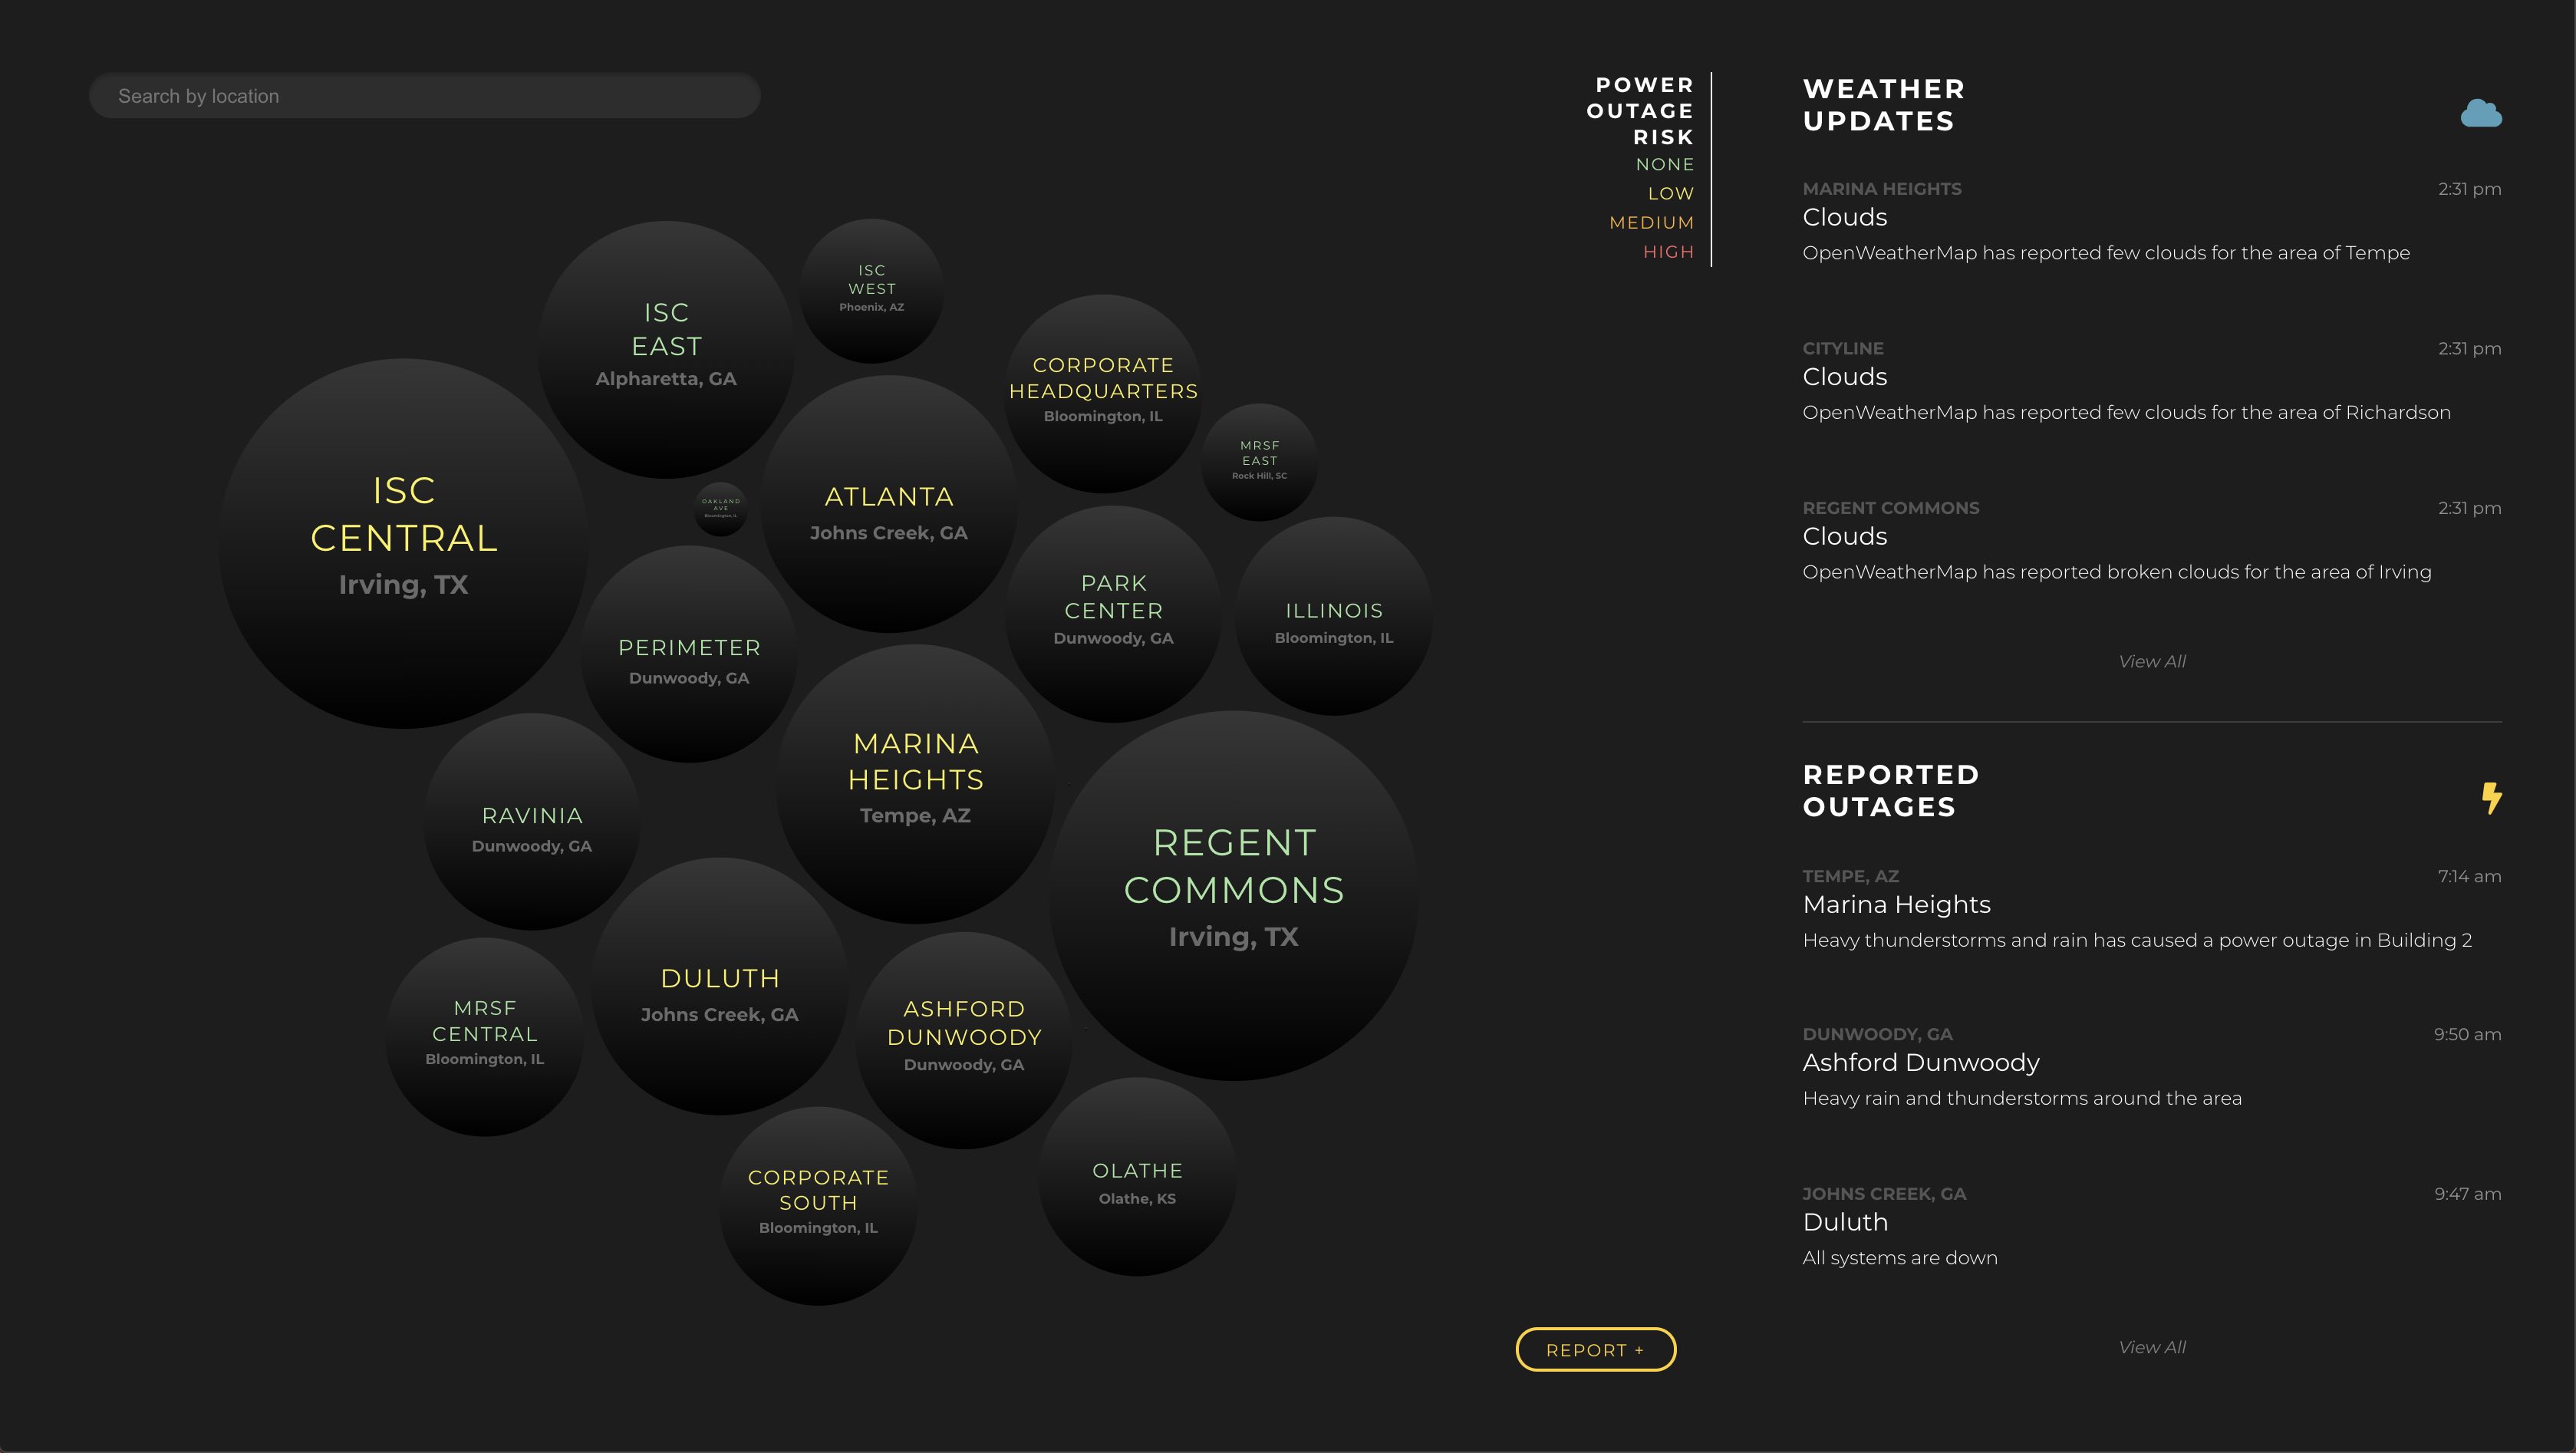 Search by location
POWER
OUTAGE
RISK
NONE
LOW
MEDIUM
HIGH
ISC
EAST
Alpharetta, GA
ISC
WEST
Phoenix, AZ
CORPORATE
HEADQUARTERS
Bloomington, IL
MRSF
EAST
Rock Hill, SC
ISC
CENTRAL
Irving, TX
OAKLAND
AVE
Bloomington, IL
ATLANTA
Johns Creek, GA
PARK
CENTER
Dunwoody, GA
ILLINOIS
Bloomington, IL
PERIMETER
Dunwoody, GA
MARINA
HEIGHTS
Tempe, AZ
RAVINIA
Dunwoody, GA
REGENT
COMMONS
Irving, TX
DULUTH
Johns Creek, GA
MRSF
CENTRAL
Bloomington, IL
ASHFORD
DUNWOODY
Dunwoody, GA
CORPORATE
SOUTH
Bloomington, IL
OLATHE
Olathe, KS
REPORT +
WEATHER
UPDATES
MARINA HEIGHTS 2:31 pm
Clouds
OpenWeatherMap has reported few clouds for the area of Tempe
CITYLINE 2:31 pm
Clouds
OpenWeatherMap has reported few clouds for the area of Richardson
REGENT COMMONS 2:31 pm
Clouds
OpenWeatherMap has reported broken clouds for the area of Irving
View All
REPORTED
OUTAGES
TEMPE, AZ 7:14 am
Marina Heights
Heavy thunderstorms and rain has caused a power outage in Building 2
DUNWOODY, GA 9:50 am
Ashford Dunwoody
Heavy rain and thunderstorms around the area
JOHNS CREEK, GA 9:47 am
Duluth
All systems are down
View All